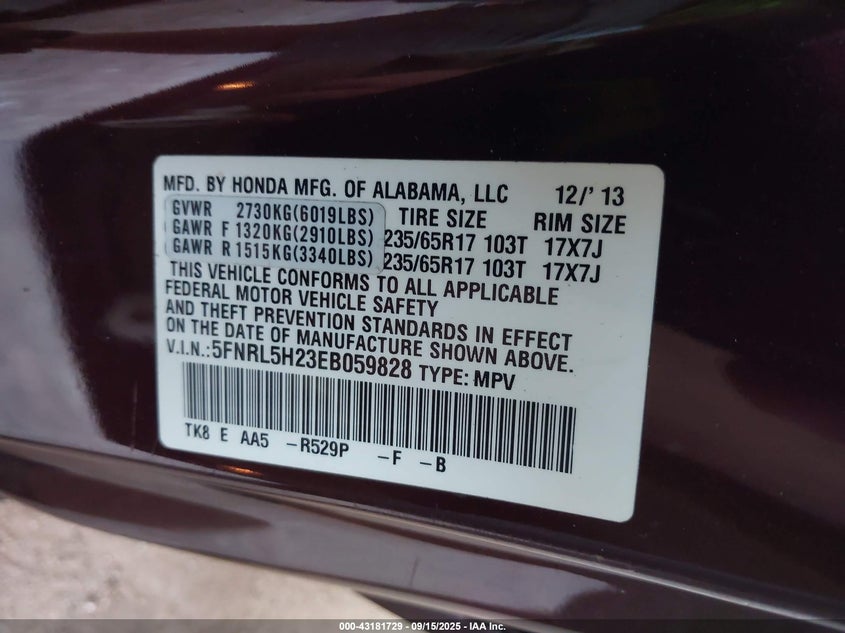 MFD. BY HONDA MFG. OF ALABAMA, LLC 12/' 13
GVWR 2730KG(6019LBS) TIRE SIZE RIM SIZE
GAWR F 1320KG(2910LBS) 235/65R17 103T 17X7J
GAWR R 1515KG(3340LBS) 235/65R17 103T 17X7J
THIS VEHICLE CONFORMS TO ALL APPLICABLE
FEDERAL MOTOR VEHICLE SAFETY
AND THEFT PREVENTION STANDARDS IN EFFECT
ON THE DATE OF MANUFACTURE SHOWN ABOVE.
V.I.N.:5FNRL5H23EB059828 TYPE: MPV
TK8 E AA5 -R529P -F -B
000-43181729 - 09/15/2025 - IAA Inc.